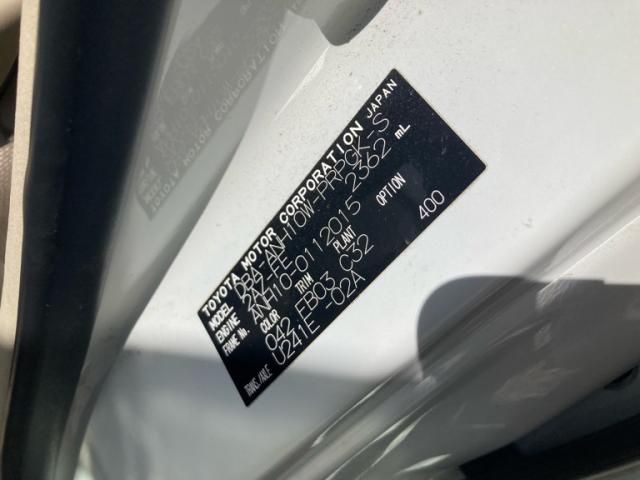 TOYOTA MOTOR CORPORATION JAPAN
MODEL DBA-ANH10W-PRPGK-S
ENGINE 2AZ-FE 2362 mL
FRAME No. ANH10-0112015
COLOR TRIM PLANT OPTION
042 FB03 C32 400
TRANS./AXLE U241E -02A